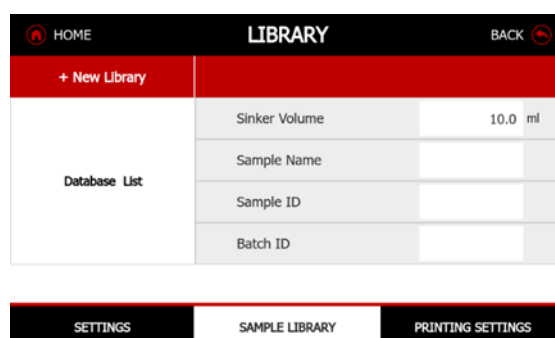 HOME LIBRARY BACK
+ New Library
Sinker Volume 10.0 ml
Sample Name
Database List
Sample ID
Batch ID
SETTINGS SAMPLE LIBRARY PRINTING SETTINGS